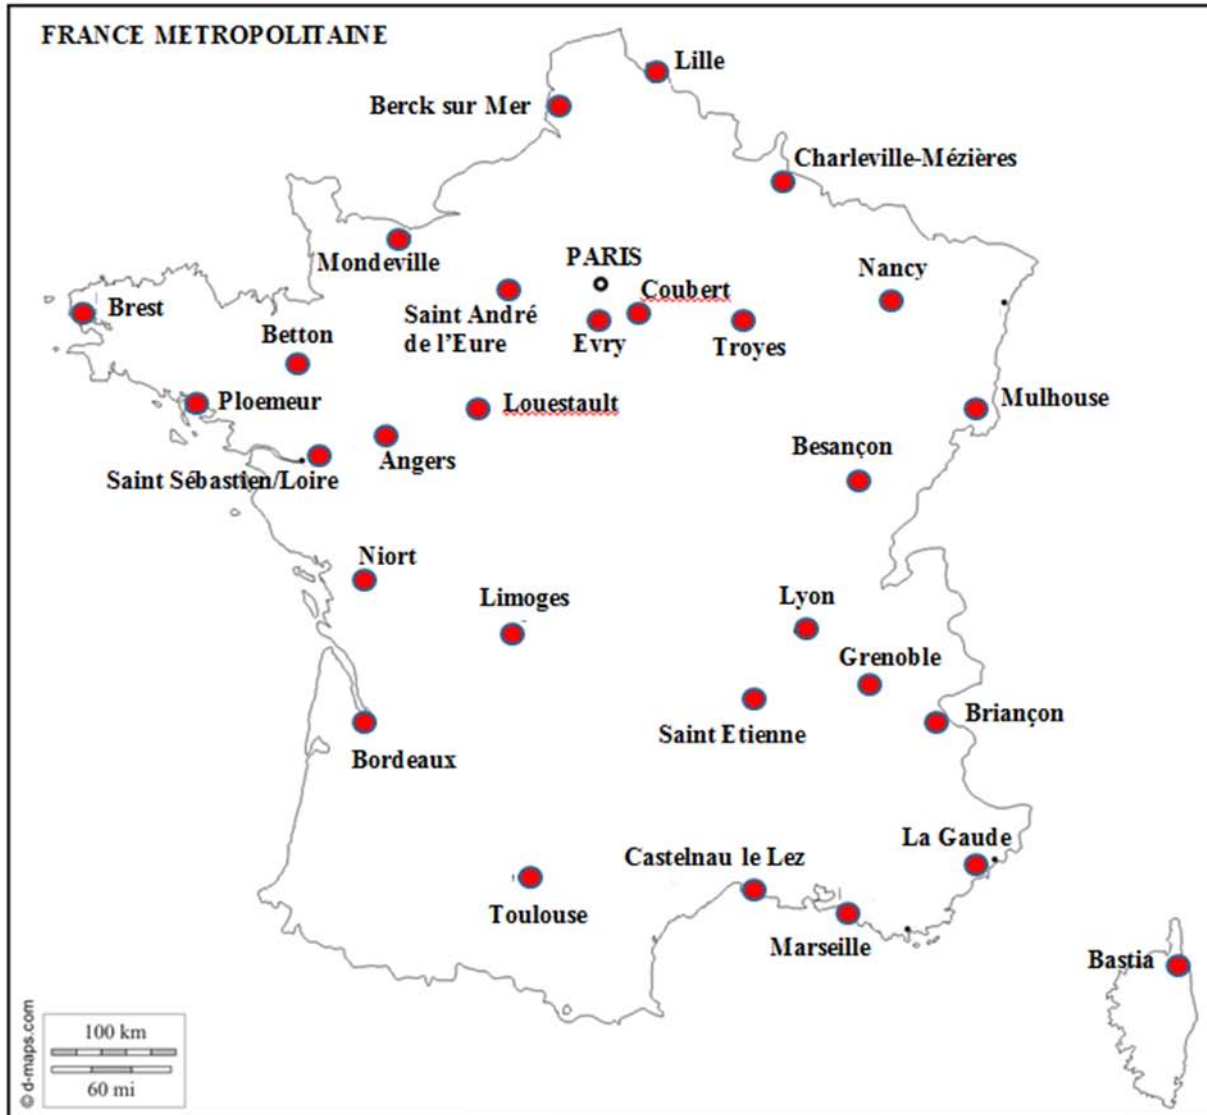 FRANCE METROPOLITAINE
Lille
Berck sur Mer
Charleville-Mézières
Mondeville
PARIS
Nancy
Coubert
Brest
Saint André
de l'Eure
Betton
Evry
Troyes
Ploemeur
Louestault
Mulhouse
Angers
Besançon
Saint Sébastien/Loire
Niort
Limoges
Lyon
Grenoble
Briançon
Saint Etienne
Bordeaux
La Gaude
Castelnau le Lez
Toulouse
Marseille
Bastia
100 km
60 mi
© d-maps.com